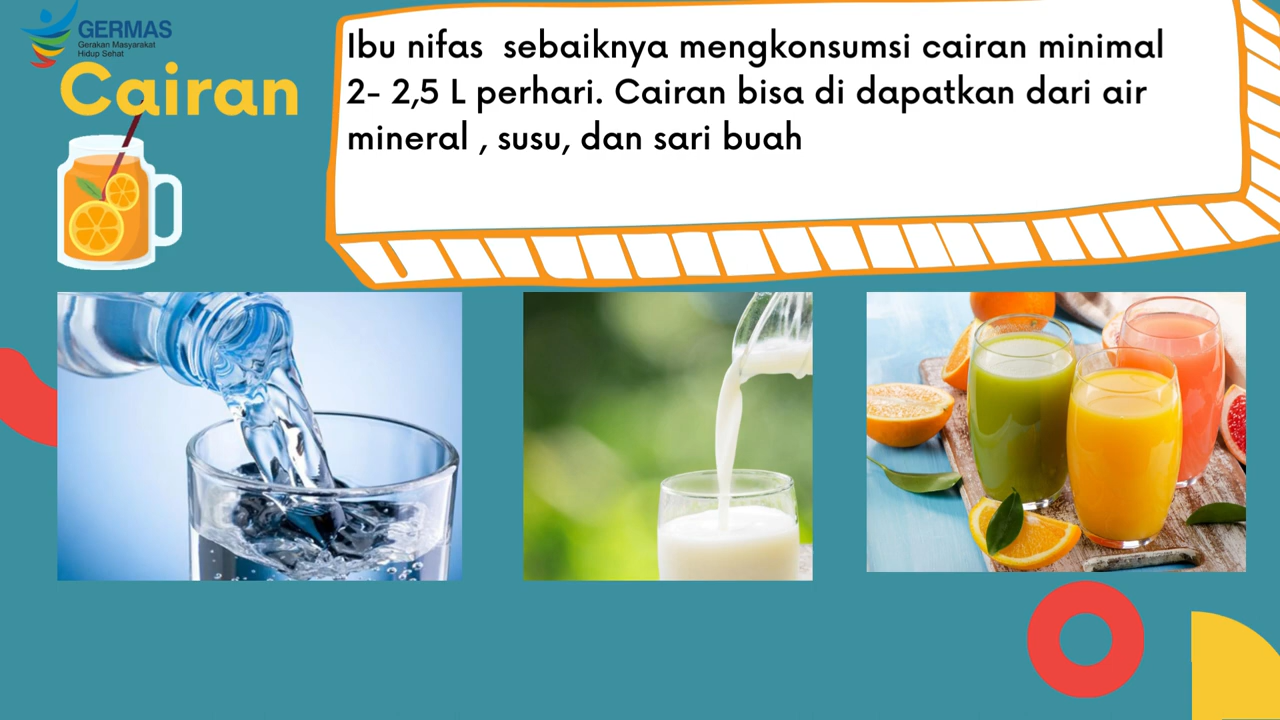 GERMAS
Gerakan Masyarakat
Hidup Sehat
Cairan
Ibu nifas  sebaiknya mengkonsumsi cairan minimal
2- 2,5 L perhari. Cairan bisa di dapatkan dari air
mineral , susu, dan sari buah